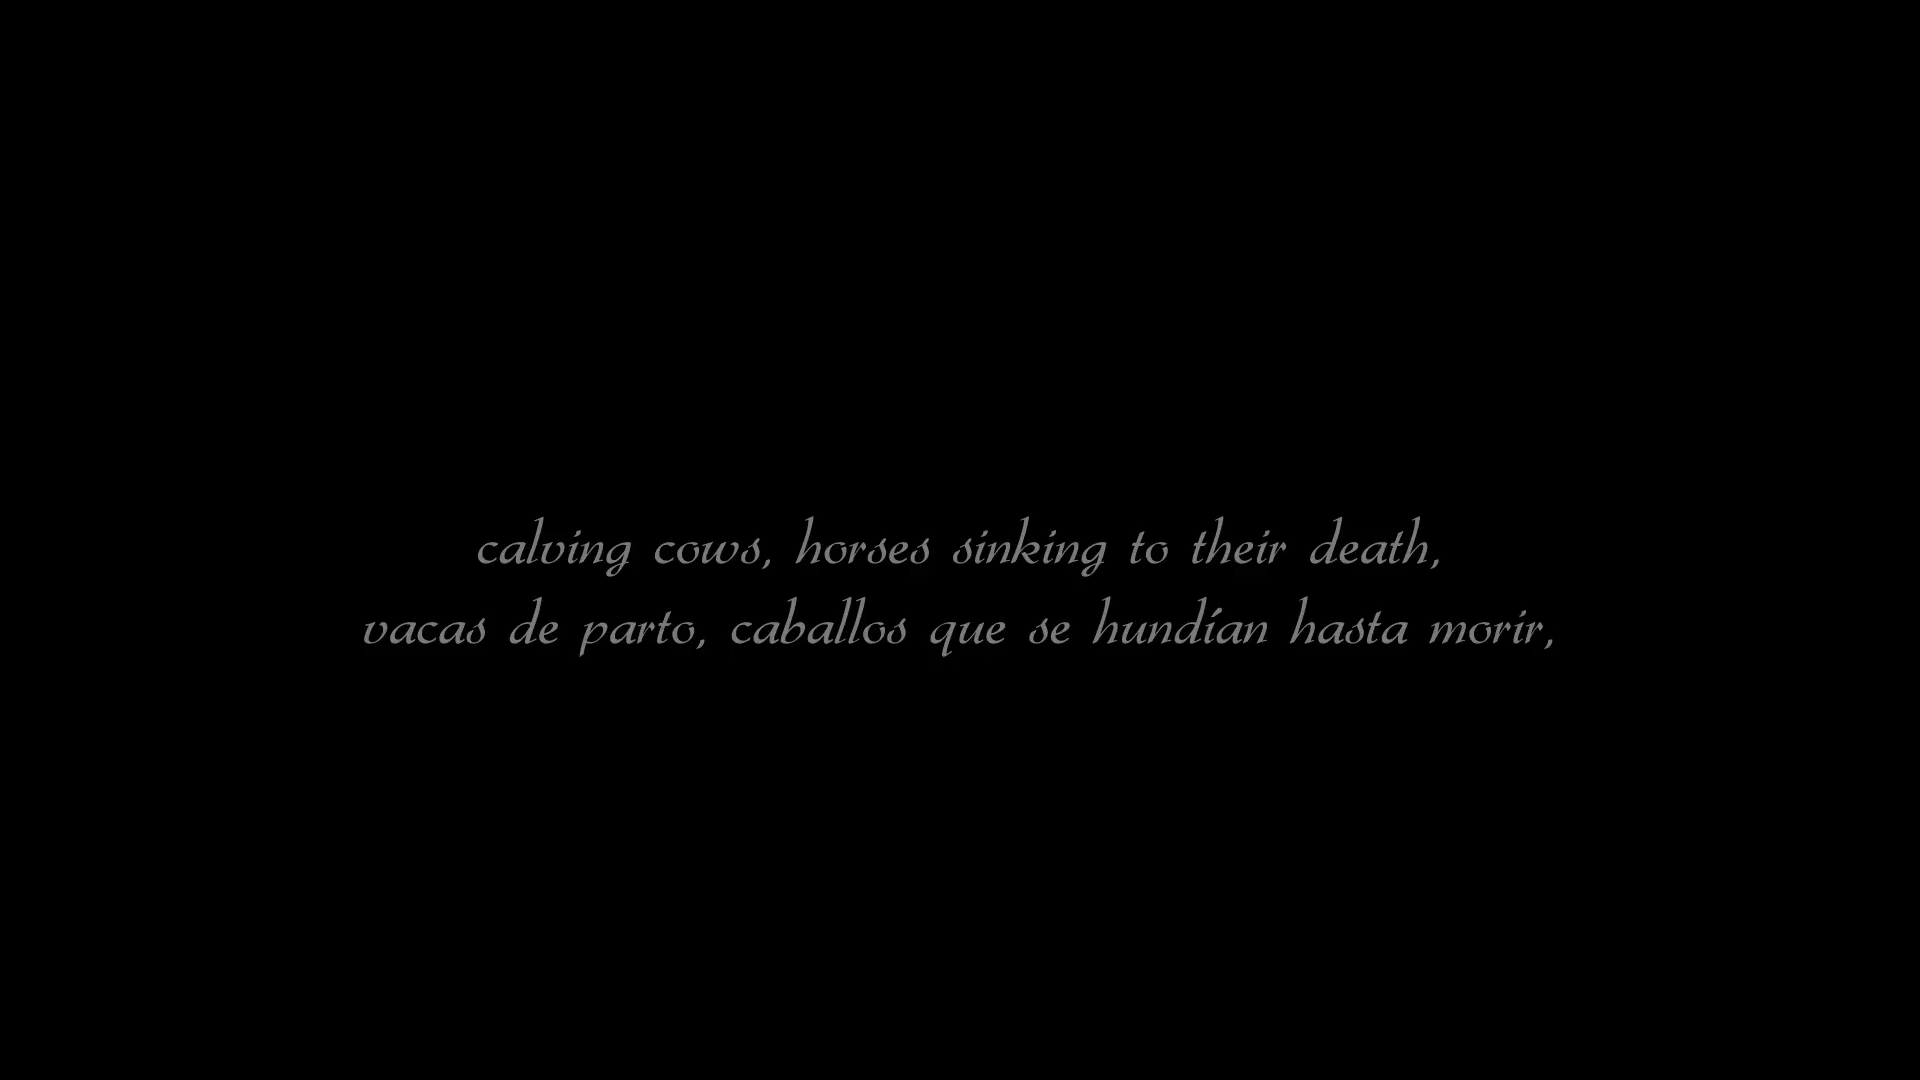 calving cows, horses sinking to their death,
vacas de parto, caballos que se hundían hasta morir,